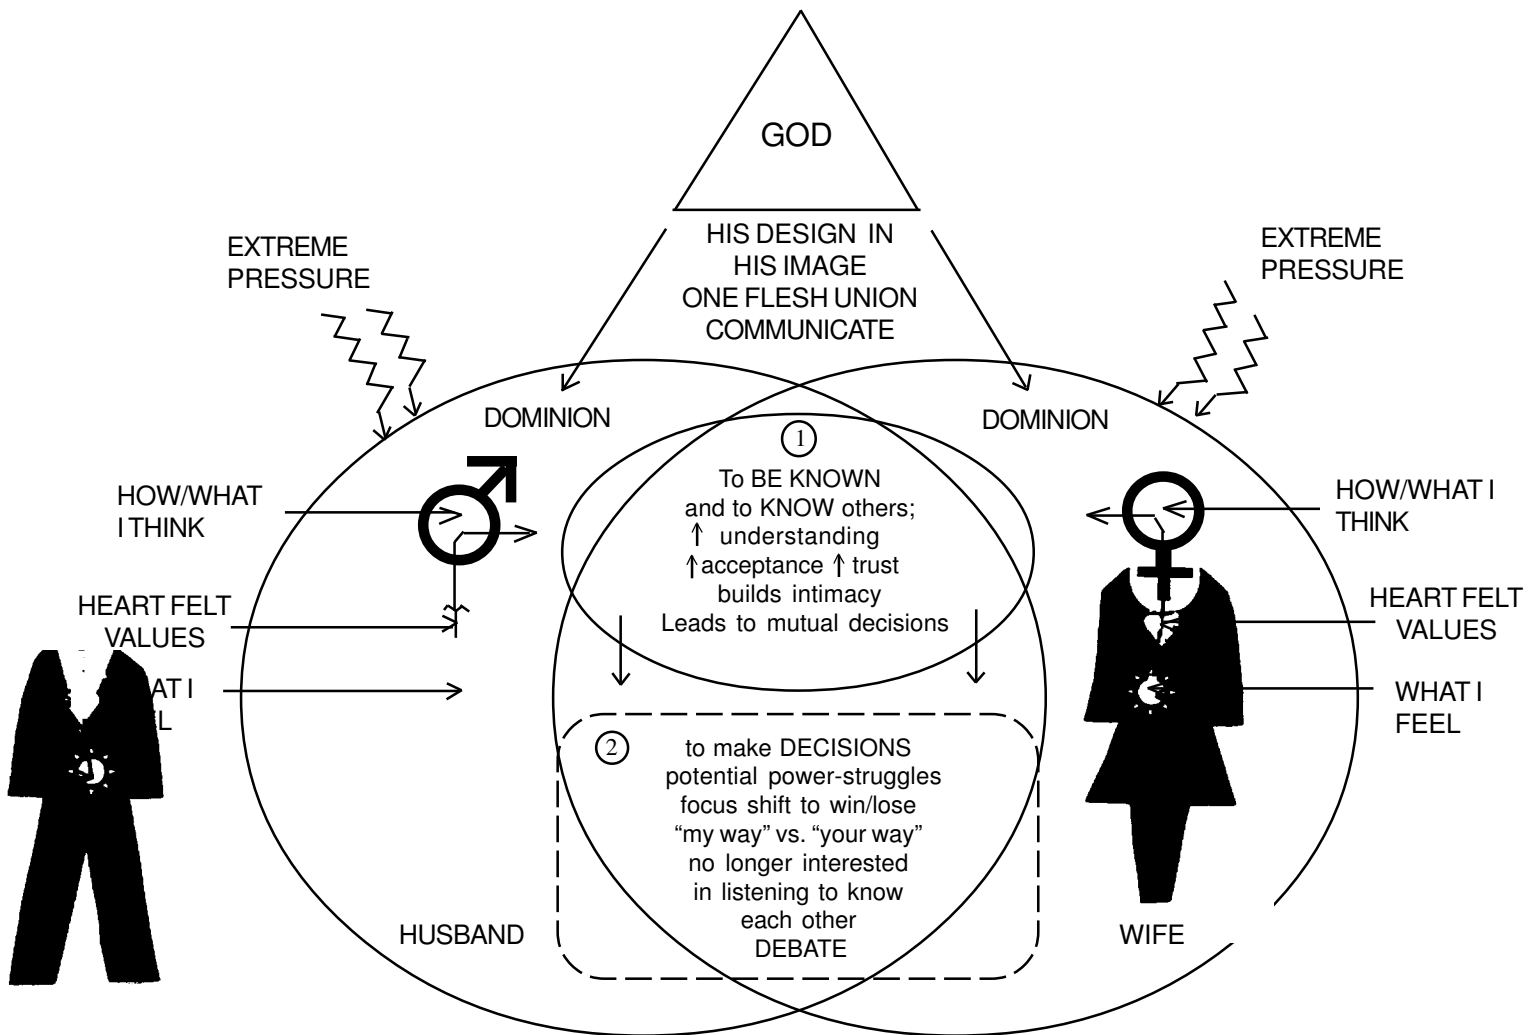 GOD
HIS DESIGN IN
HIS IMAGE
ONE FLESH UNION
COMMUNICATE
EXTREME
PRESSURE
EXTREME
PRESSURE
DOMINION
DOMINION
1
To BE KNOWN
and to KNOW others;
↑ understanding
↑ acceptance ↑ trust
builds intimacy
Leads to mutual decisions
HOW/WHAT
I THINK
HEART FELT
VALUES
AT I
L
HOW/WHAT I
THINK
HEART FELT
VALUES
WHAT I
FEEL
2
to make DECISIONS
potential power-struggles
focus shift to win/lose
“my way” vs. “your way”
no longer interested
in listening to know
each other
DEBATE
HUSBAND
WIFE